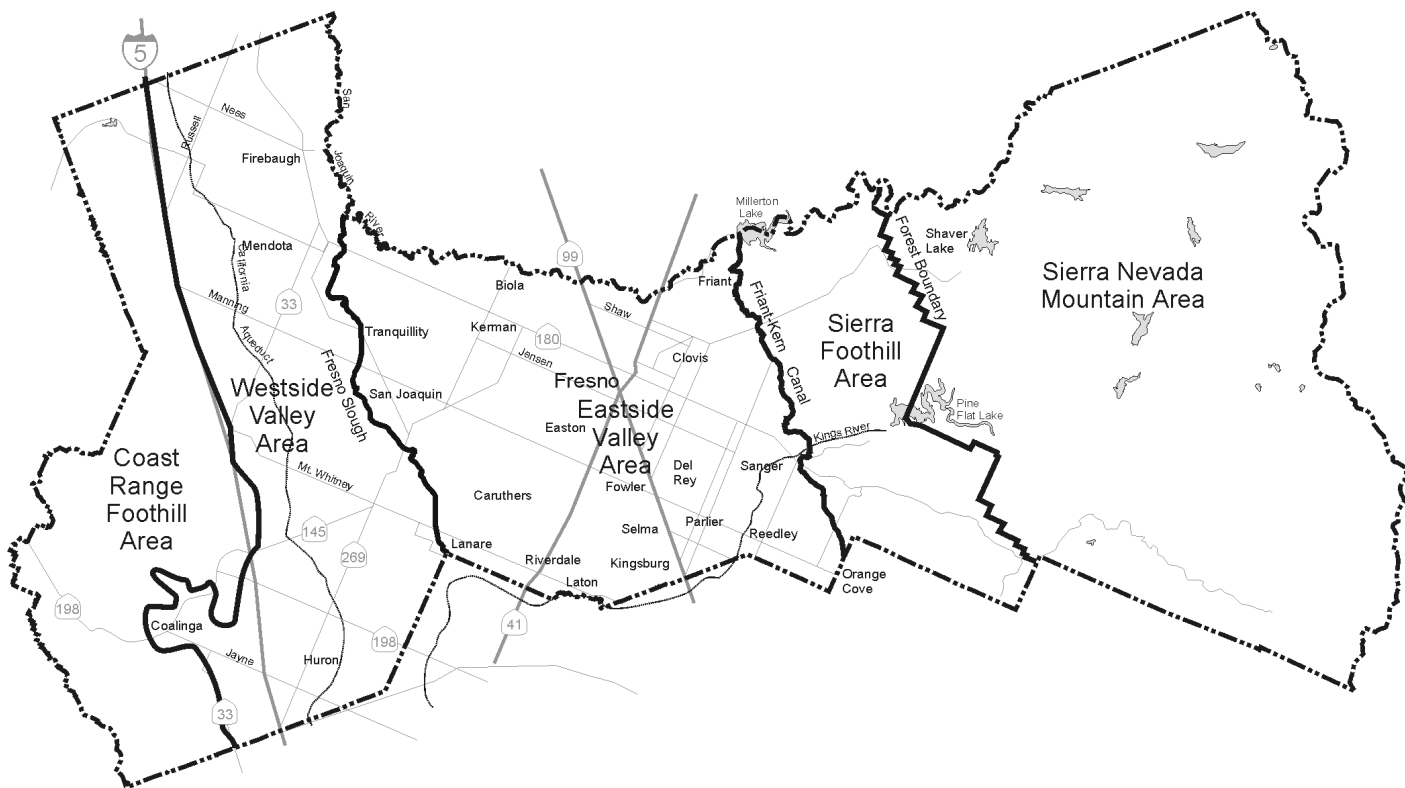 5
Nees
Russell
San
Joaquin
River
Firebaugh
Mendota
California
Aqueduct
Manning
33
Westside
Valley
Area
Fresno Slough
Tranquillity
San Joaquin
Coast
Range
Foothill
Area
Mt. Whitney
145
269
198
Coalinga
Jayne
33
Huron
198
Lanare
Biola
Kerman
180
Jensen
99
Shaw
Clovis
Fresno
Easton
Eastside
Valley
Area
Caruthers
Fowler
Del
Rey
Selma
Parlier
Sanger
Reedley
Riverdale
Kingsburg
Laton
41
Orange
Cove
Friant
Millerton
Lake
Friant-Kern
Canal
Kings River
Sierra
Foothill
Area
Forest Boundary
Shaver
Lake
Pine
Flat Lake
Sierra Nevada
Mountain Area